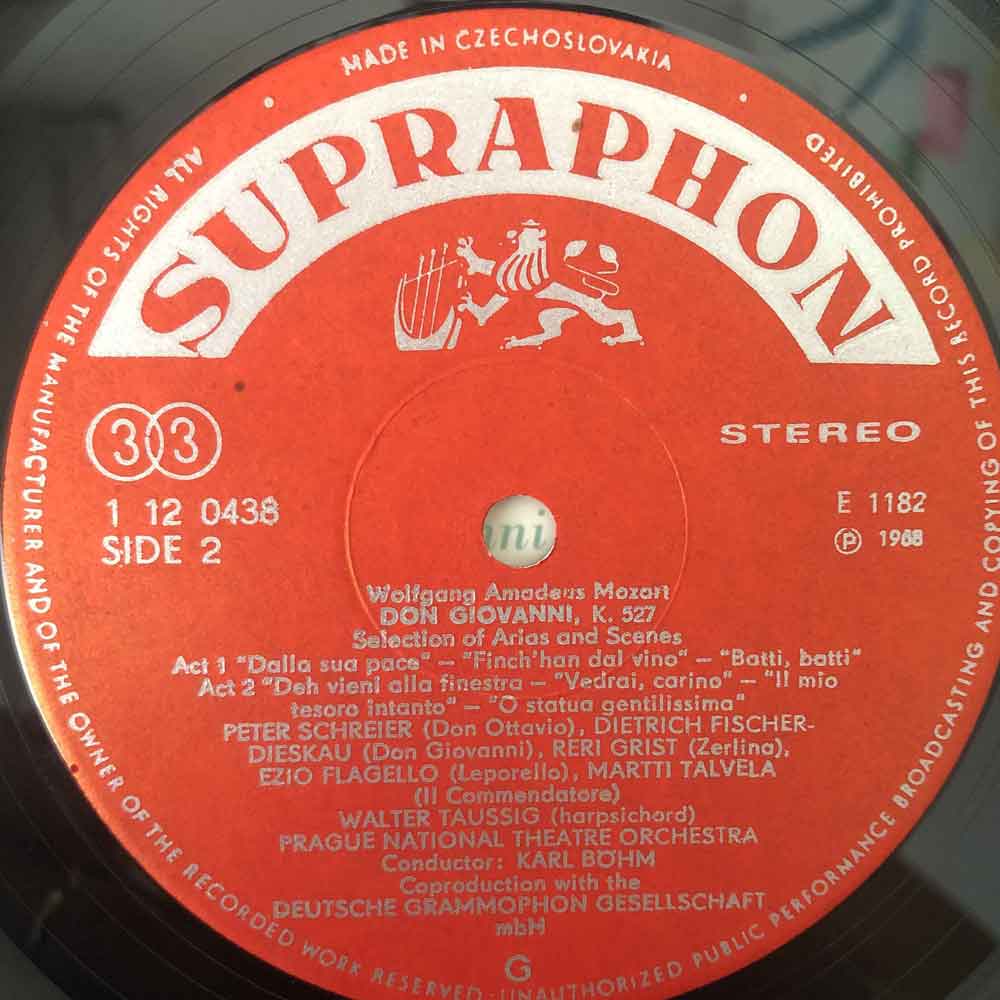 MADE IN CZECHOSLOVAKIA
SUPRAPHON
ALL RIGHTS OF THE MANUFACTURER AND OF THE OWNER OF THE RECORDED WORK RESERVED - UNAUTHORIZED PUBLIC PERFORMANCE BROADCASTING AND COPYING OF THIS RECORD PROHIBITED
33
STEREO
1 12 0438
E 1182
SIDE 2
Ⓟ 1968
nni
Wolfgang Amadeus Mozart
DON GIOVANNI, K. 527
Selection of Arias and Scenes
Act 1 "Dalla sua pace" – "Finch'han dal vino" – "Batti, batti"
Act 2 "Deh vieni alla finestra – "Vedrai, carino" – "Il mio
tesoro intanto" – "O statua gentilissima"
PETER SCHREIER (Don Ottavio), DIETRICH FISCHER-
DIESKAU (Don Giovanni), RERI GRIST (Zerlina),
EZIO FLAGELLO (Leporello), MARTTI TALVELA
(Il Commendatore)
WALTER TAUSSIG (harpsichord)
PRAGUE NATIONAL THEATRE ORCHESTRA
Conductor: KARL BÖHM
Coproduction with the
DEUTSCHE GRAMMOPHON GESELLSCHAFT
mbH
G